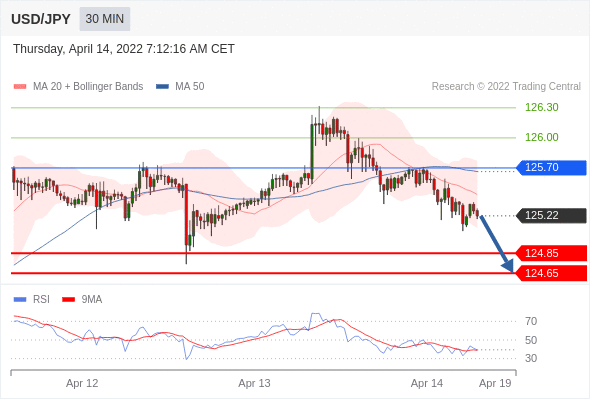 USD/JPY 30 MIN
Thursday, April 14, 2022 7:12:16 AM CET
MA 20 + Bollinger Bands MA 50 Research © 2022 Trading Central
126.30
126.00
125.70
125.22
124.85
124.65
RSI 9MA
70
50
30
Apr 12 Apr 13 Apr 14 Apr 19